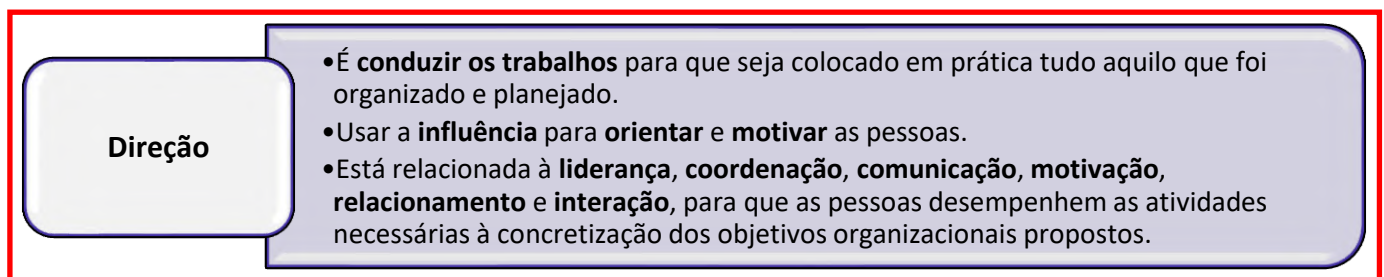 Direção
•É conduzir os trabalhos para que seja colocado em prática tudo aquilo que foi
organizado e planejado.
•Usar a influência para orientar e motivar as pessoas.
•Está relacionada à liderança, coordenação, comunicação, motivação,
relacionamento e interação, para que as pessoas desempenhem as atividades
necessárias à concretização dos objetivos organizacionais propostos.